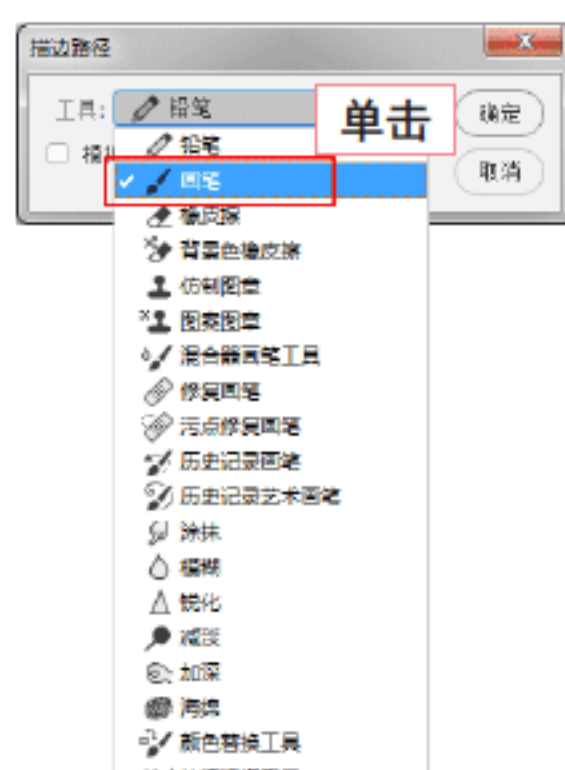 描边路径
工具: 铅笔
单击
确定
铅笔
画笔
取消
橡皮擦
背景色橡皮擦
仿制图章
图案图章
混合器画笔工具
修复画笔
污点修复画笔
历史记录画笔
历史记录艺术画笔
涂抹
模糊
锐化
减淡
加深
海绵
颜色替换工具